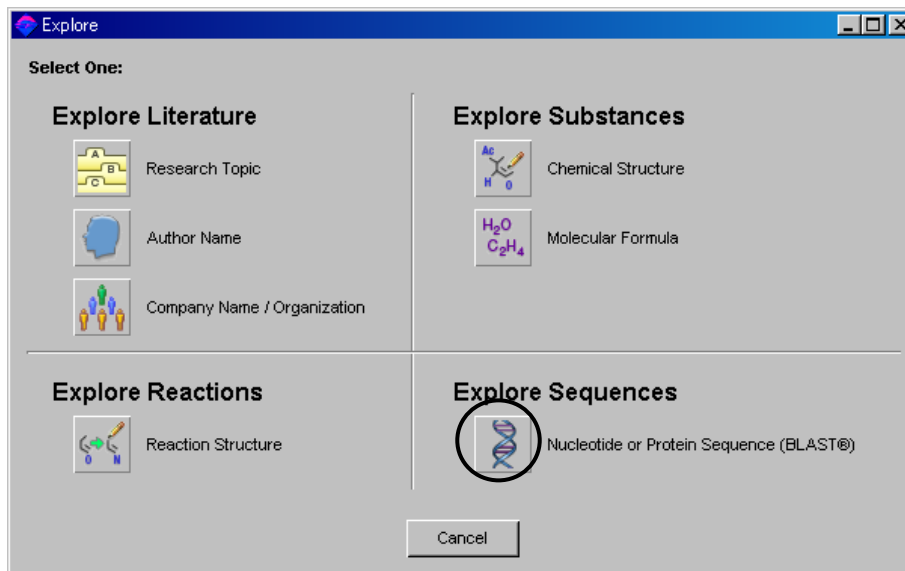 Explore
Select One:
Explore Literature
A
B
C
Research Topic
Author Name
Company Name / Organization
Explore Substances
Ac
H O
Chemical Structure
H₂O
C₂H₄
Molecular Formula
Explore Reactions
O N
Reaction Structure
Explore Sequences
Nucleotide or Protein Sequence (BLAST®)
Cancel